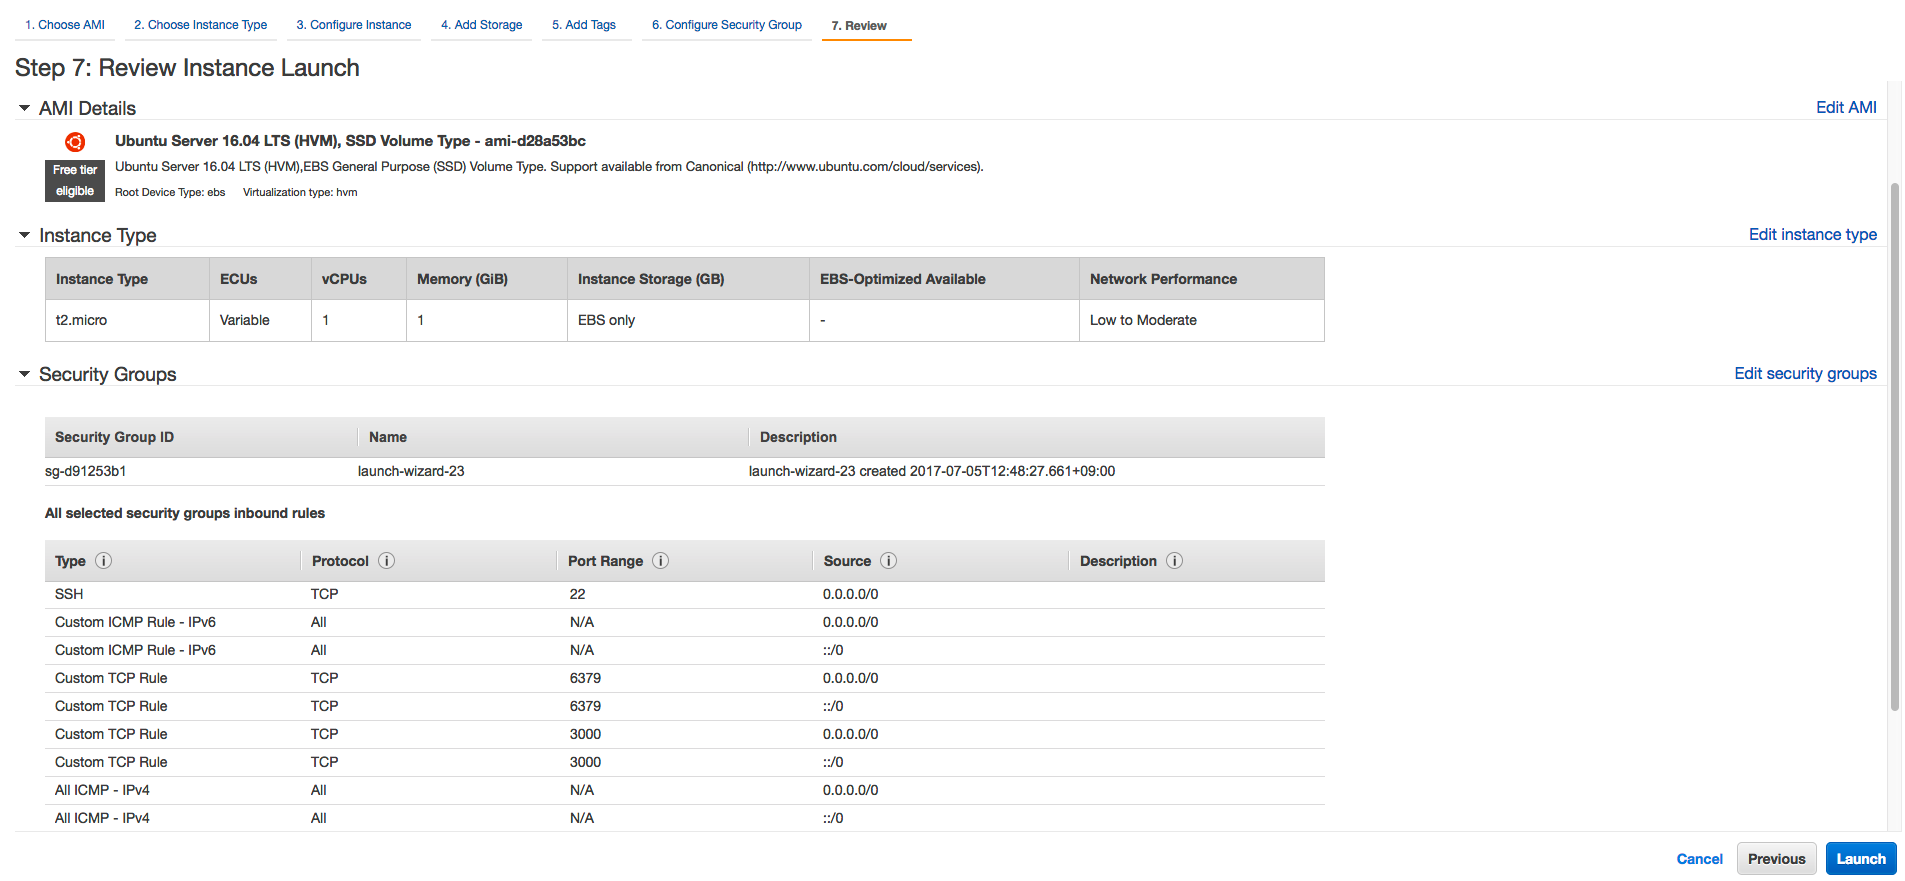 1. Choose AMI 2. Choose Instance Type 3. Configure Instance 4. Add Storage 5. Add Tags 6. Configure Security Group 7. Review
Step 7: Review Instance Launch
AMI Details Edit AMI
Ubuntu Server 16.04 LTS (HVM), SSD Volume Type - ami-d28a53bc
Free tier eligible
Ubuntu Server 16.04 LTS (HVM),EBS General Purpose (SSD) Volume Type. Support available from Canonical (http://www.ubuntu.com/cloud/services).
Root Device Type: ebs Virtualization type: hvm
Instance Type Edit instance type
Instance Type ECUs vCPUs Memory (GiB) Instance Storage (GB) EBS-Optimized Available Network Performance
t2.micro Variable 1 1 EBS only - Low to Moderate
Security Groups Edit security groups
Security Group ID Name Description
sg-d91253b1 launch-wizard-23 launch-wizard-23 created 2017-07-05T12:48:27.661+09:00
All selected security groups inbound rules
Type i Protocol i Port Range i Source i Description i
SSH TCP 22 0.0.0.0/0
Custom ICMP Rule - IPv6 All N/A 0.0.0.0/0
Custom ICMP Rule - IPv6 All N/A ::/0
Custom TCP Rule TCP 6379 0.0.0.0/0
Custom TCP Rule TCP 6379 ::/0
Custom TCP Rule TCP 3000 0.0.0.0/0
Custom TCP Rule TCP 3000 ::/0
All ICMP - IPv4 All N/A 0.0.0.0/0
All ICMP - IPv4 All N/A ::/0
Cancel Previous Launch